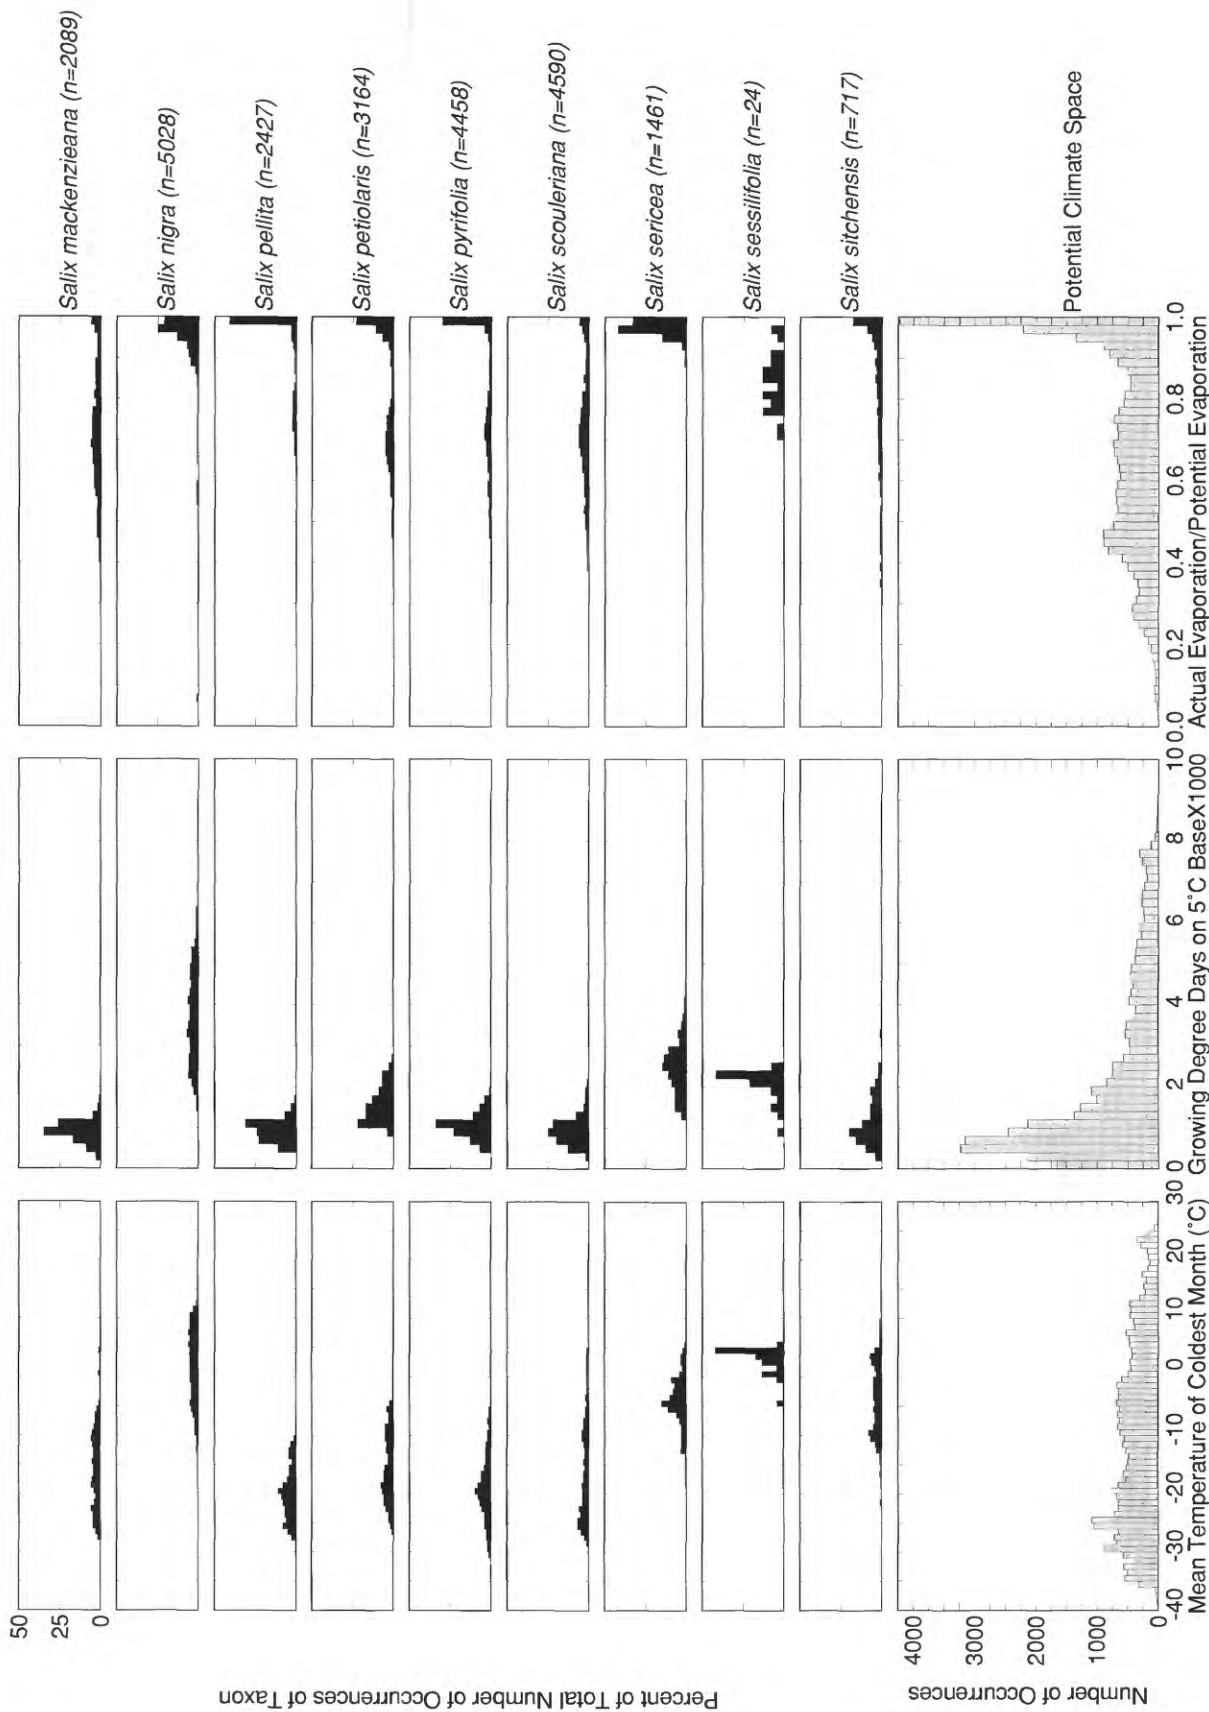 Percent of Total Number of Occurrences of Taxon
50
25
0
Salix mackenzieana (n=2089)
Salix nigra (n=5028)
Salix pellita (n=2427)
Salix petiolaris (n=3164)
Salix pyrifolia (n=4458)
Salix scouleriana (n=4590)
Salix sericea (n=1461)
Salix sessilifolia (n=24)
Salix sitchensis (n=717)
Number of Occurrences
4000
3000
2000
1000
0
Potential Climate Space
-40 -30 -20 -10 0 10 20 30
Mean Temperature of Coldest Month (°C)
0 2 4 6 8 10
Growing Degree Days on 5°C BaseX1000
0.0 0.2 0.4 0.6 0.8 1.0
Actual Evaporation/Potential Evaporation